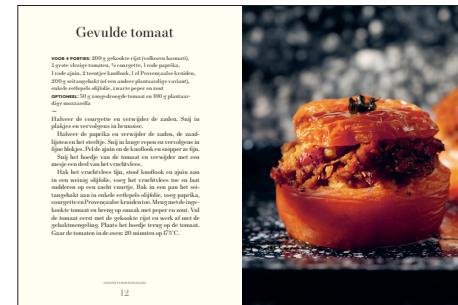 Gevulde tomaat
VOOR 4 PORTIES: 200 g gekookte rijst (volkoren basmati),
4 grote vlezige tomaten, ½ courgette, 1 rode paprika,
1 rode ajuin, 2 teentjes knoflook, 1 el Provençaalse kruiden,
200 g seitangehakt (of een andere plantaardige variant),
enkele eetlepels olijfolie, zwarte peper en zout
OPTIONEEL: 50 g zongedroogde tomaat en 100 g plantaar-
dige mozzarella
~
Halveer de courgette en verwijder de zaden. Snij in
plakjes en vervolgens in brunoise.
Halveer de paprika en verwijder de zaden, de zaad-
lijsten en het steeltje. Snij in lange repen en vervolgens in
fijne blokjes. Pel de ajuin en de knoflook en snipper ze fijn.
Snij het hoedje van de tomaat en verwijder met een
mesje een deel van het vruchtvlees.
Hak het vruchtvlees fijn, stoof knoflook en ajuin aan
in een weinig olijfolie, voeg het vruchtvlees toe en laat
sudderen op een zacht vuurtje. Bak in een pan het sei-
tangehakt aan in enkele eetlepels olijfolie, voeg paprika,
courgette en Provençaalse kruiden toe. Meng met de inge-
kookte tomaat en breng op smaak met peper en zout. Vul
de tomaat eerst met de gekookte rijst en werk af met de
gehaktmengeling. Plaats het hoedje terug op de tomaat.
Gaar de tomaten in de oven: 20 minuten op 175°C.
12